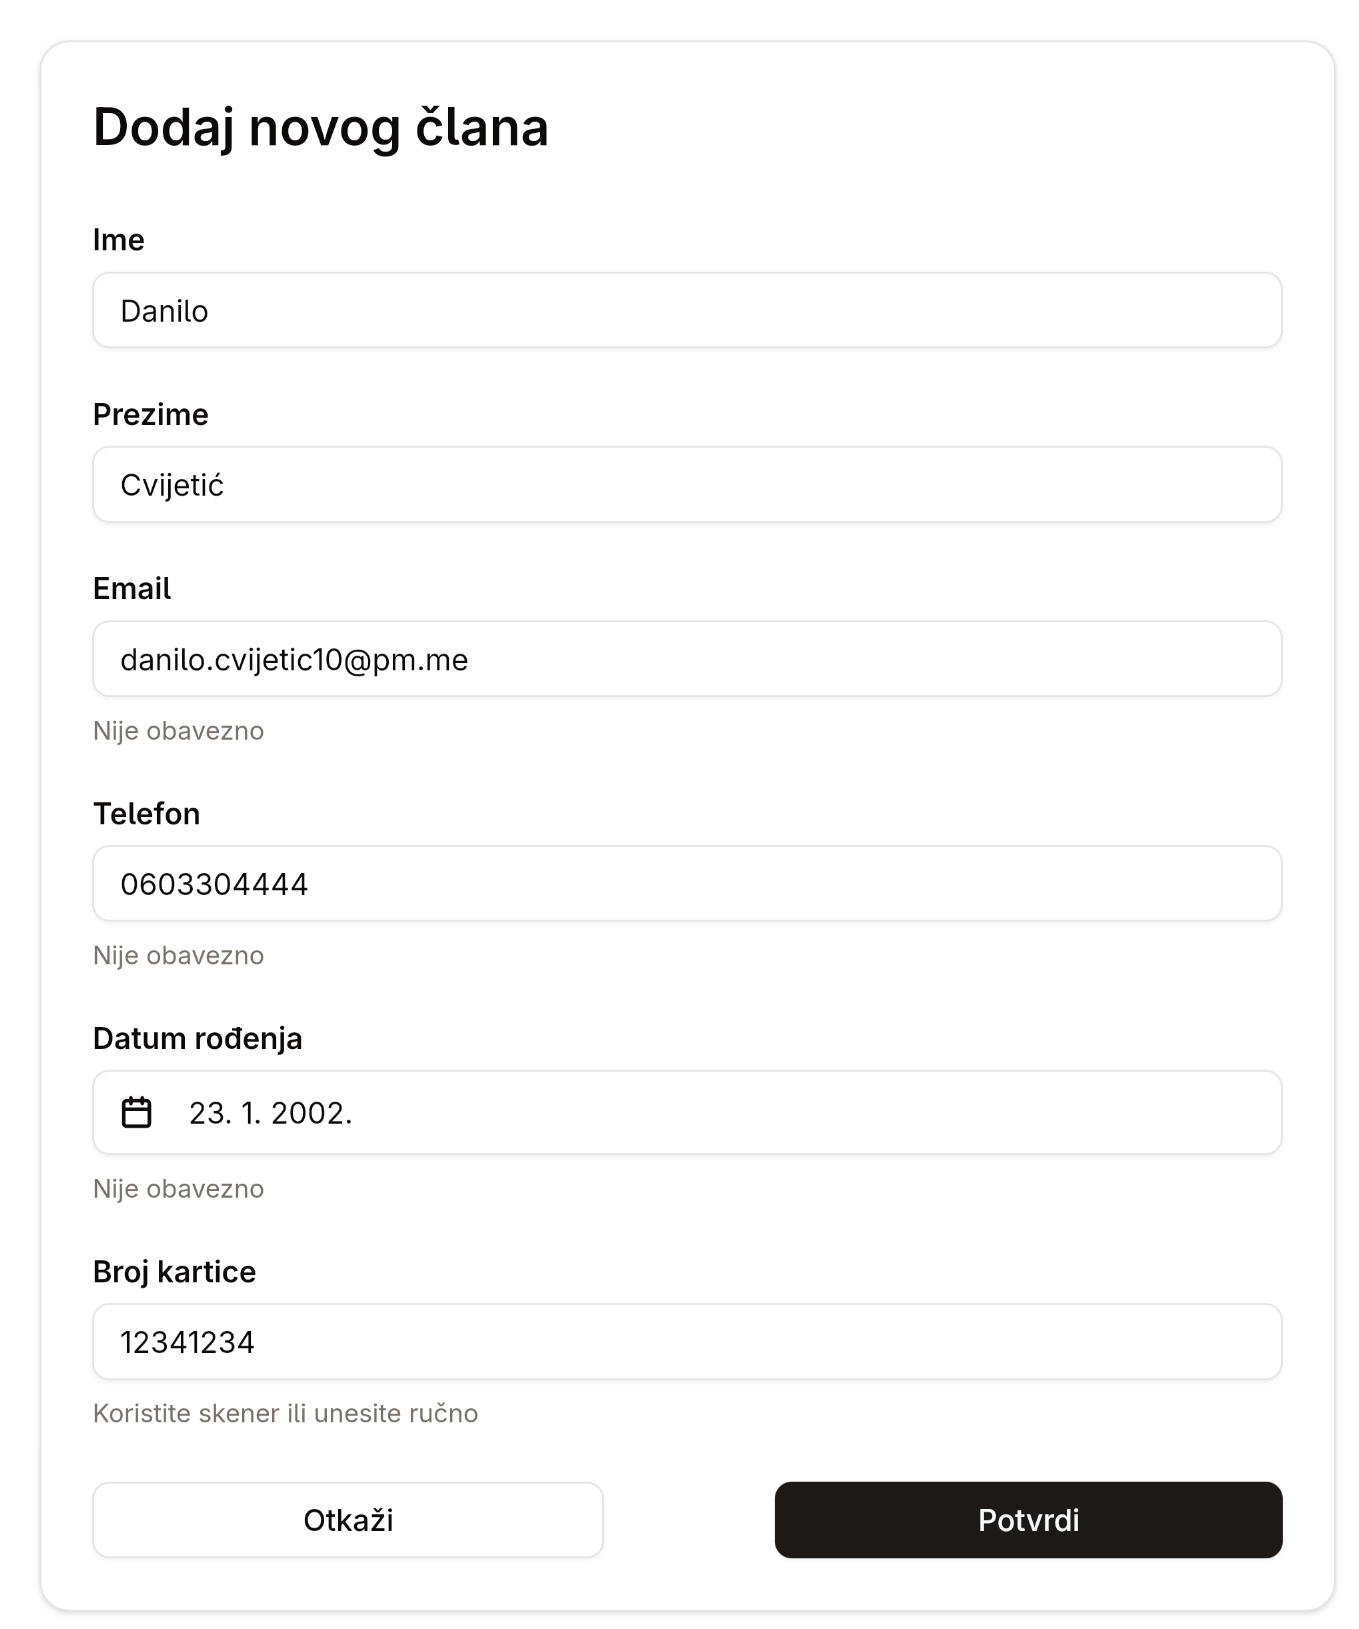 Dodaj novog člana
Ime
Danilo
Prezime
Cvijetić
Email
danilo.cvijetic10@pm.me
Nije obavezno
Telefon
0603304444
Nije obavezno
Datum rođenja
23. 1. 2002.
Nije obavezno
Broj kartice
12341234
Koristite skener ili unesite ručno
Otkaži
Potvrdi